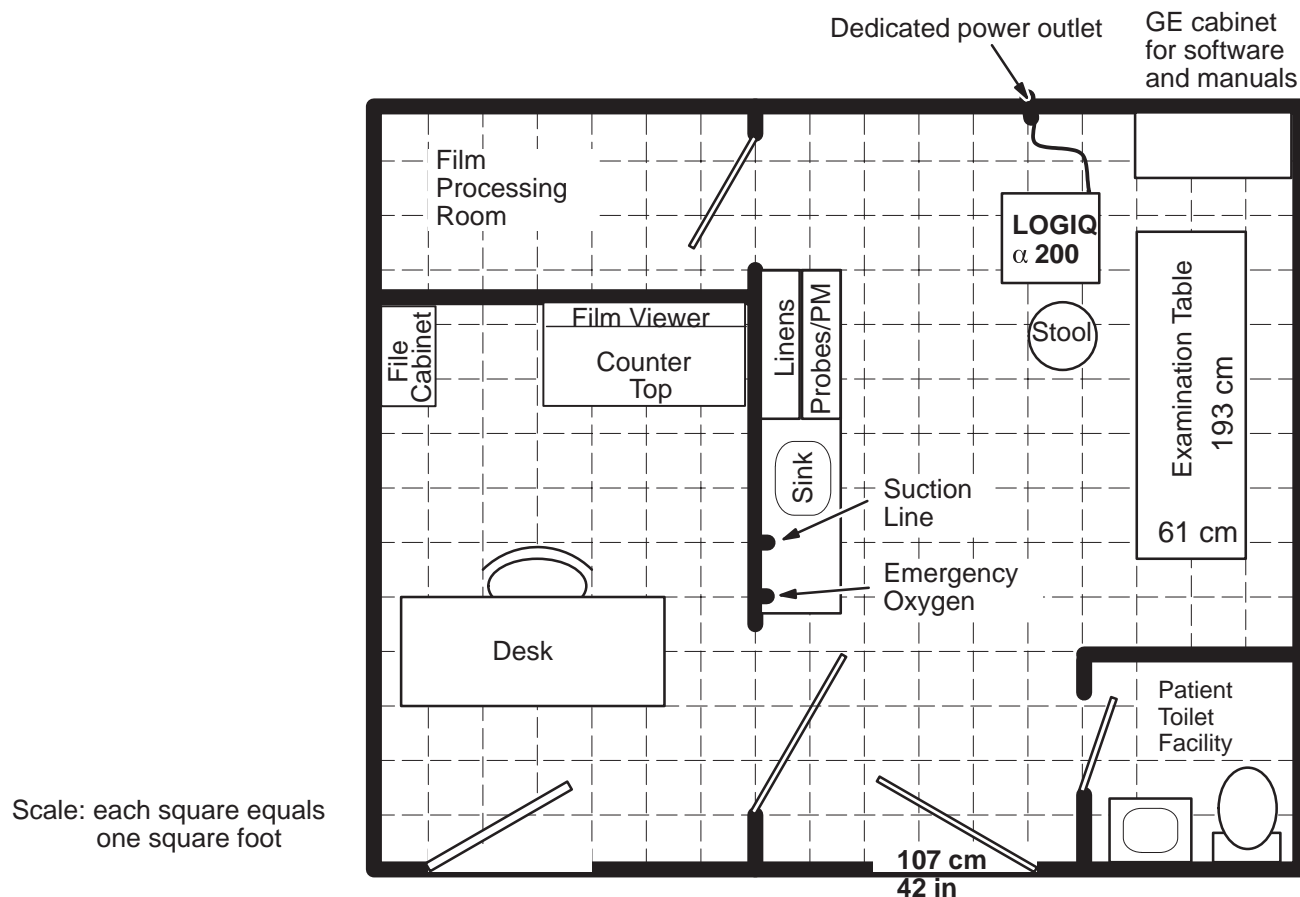 Dedicated power outlet
GE cabinet
for software
and manuals
Film
Processing
Room
LOGIQ
α 200
Stool
Examination Table
193 cm
61 cm
File
Cabinet
Film Viewer
Counter
Top
Linens
Probes/PM
Sink
Suction
Line
Emergency
Oxygen
Desk
Patient
Toilet
Facility
Scale: each square equals
one square foot
107 cm
42 in